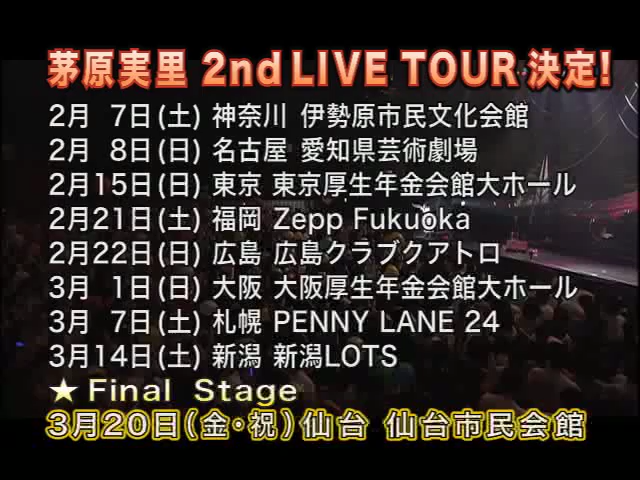 茅原実里 2nd LIVE TOUR 決定!
2月 7日(土) 神奈川 伊勢原市民文化会館
2月 8日(日) 名古屋 愛知県芸術劇場
2月15日(日) 東京 東京厚生年金会館大ホール
2月21日(土) 福岡 Zepp Fukuoka
2月22日(日) 広島 広島クラブクアトロ
3月 1日(日) 大阪 大阪厚生年金会館大ホール
3月 7日(土) 札幌 PENNY LANE 24
3月14日(土) 新潟 新潟LOTS
★Final Stage
3月20日(金・祝) 仙台 仙台市民会館